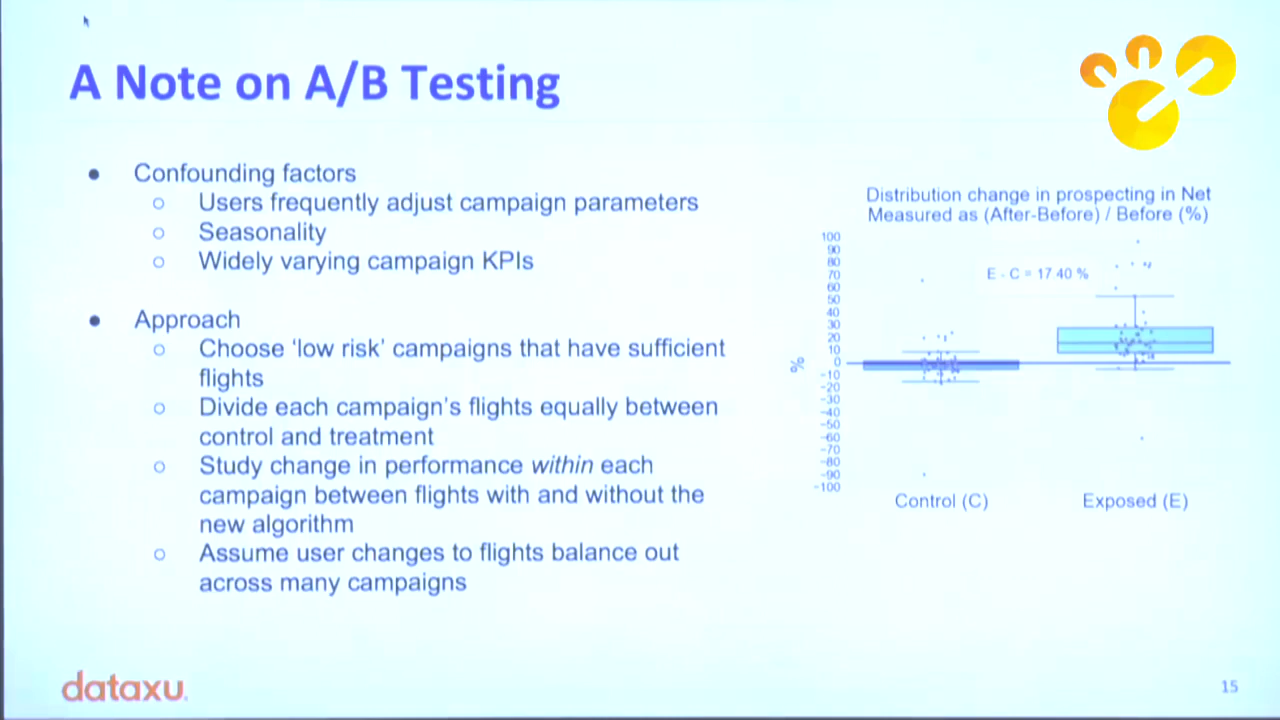 A Note on A/B Testing
● Confounding factors
○ Users frequently adjust campaign parameters
○ Seasonality
○ Widely varying campaign KPIs
● Approach
○ Choose ‘low risk’ campaigns that have sufficient
flights
○ Divide each campaign’s flights equally between
control and treatment
○ Study change in performance within each
campaign between flights with and without the
new algorithm
○ Assume user changes to flights balance out
across many campaigns
Distribution change in prospecting in Net
Measured as (After-Before) / Before (%)
100
90
80
70
60
50
40
30
20
10
0
-10
-20
-30
-40
-50
-60
-70
-80
-90
-100
%
E - C = 17 40 %
Control (C)
Exposed (E)
dataxu.
15